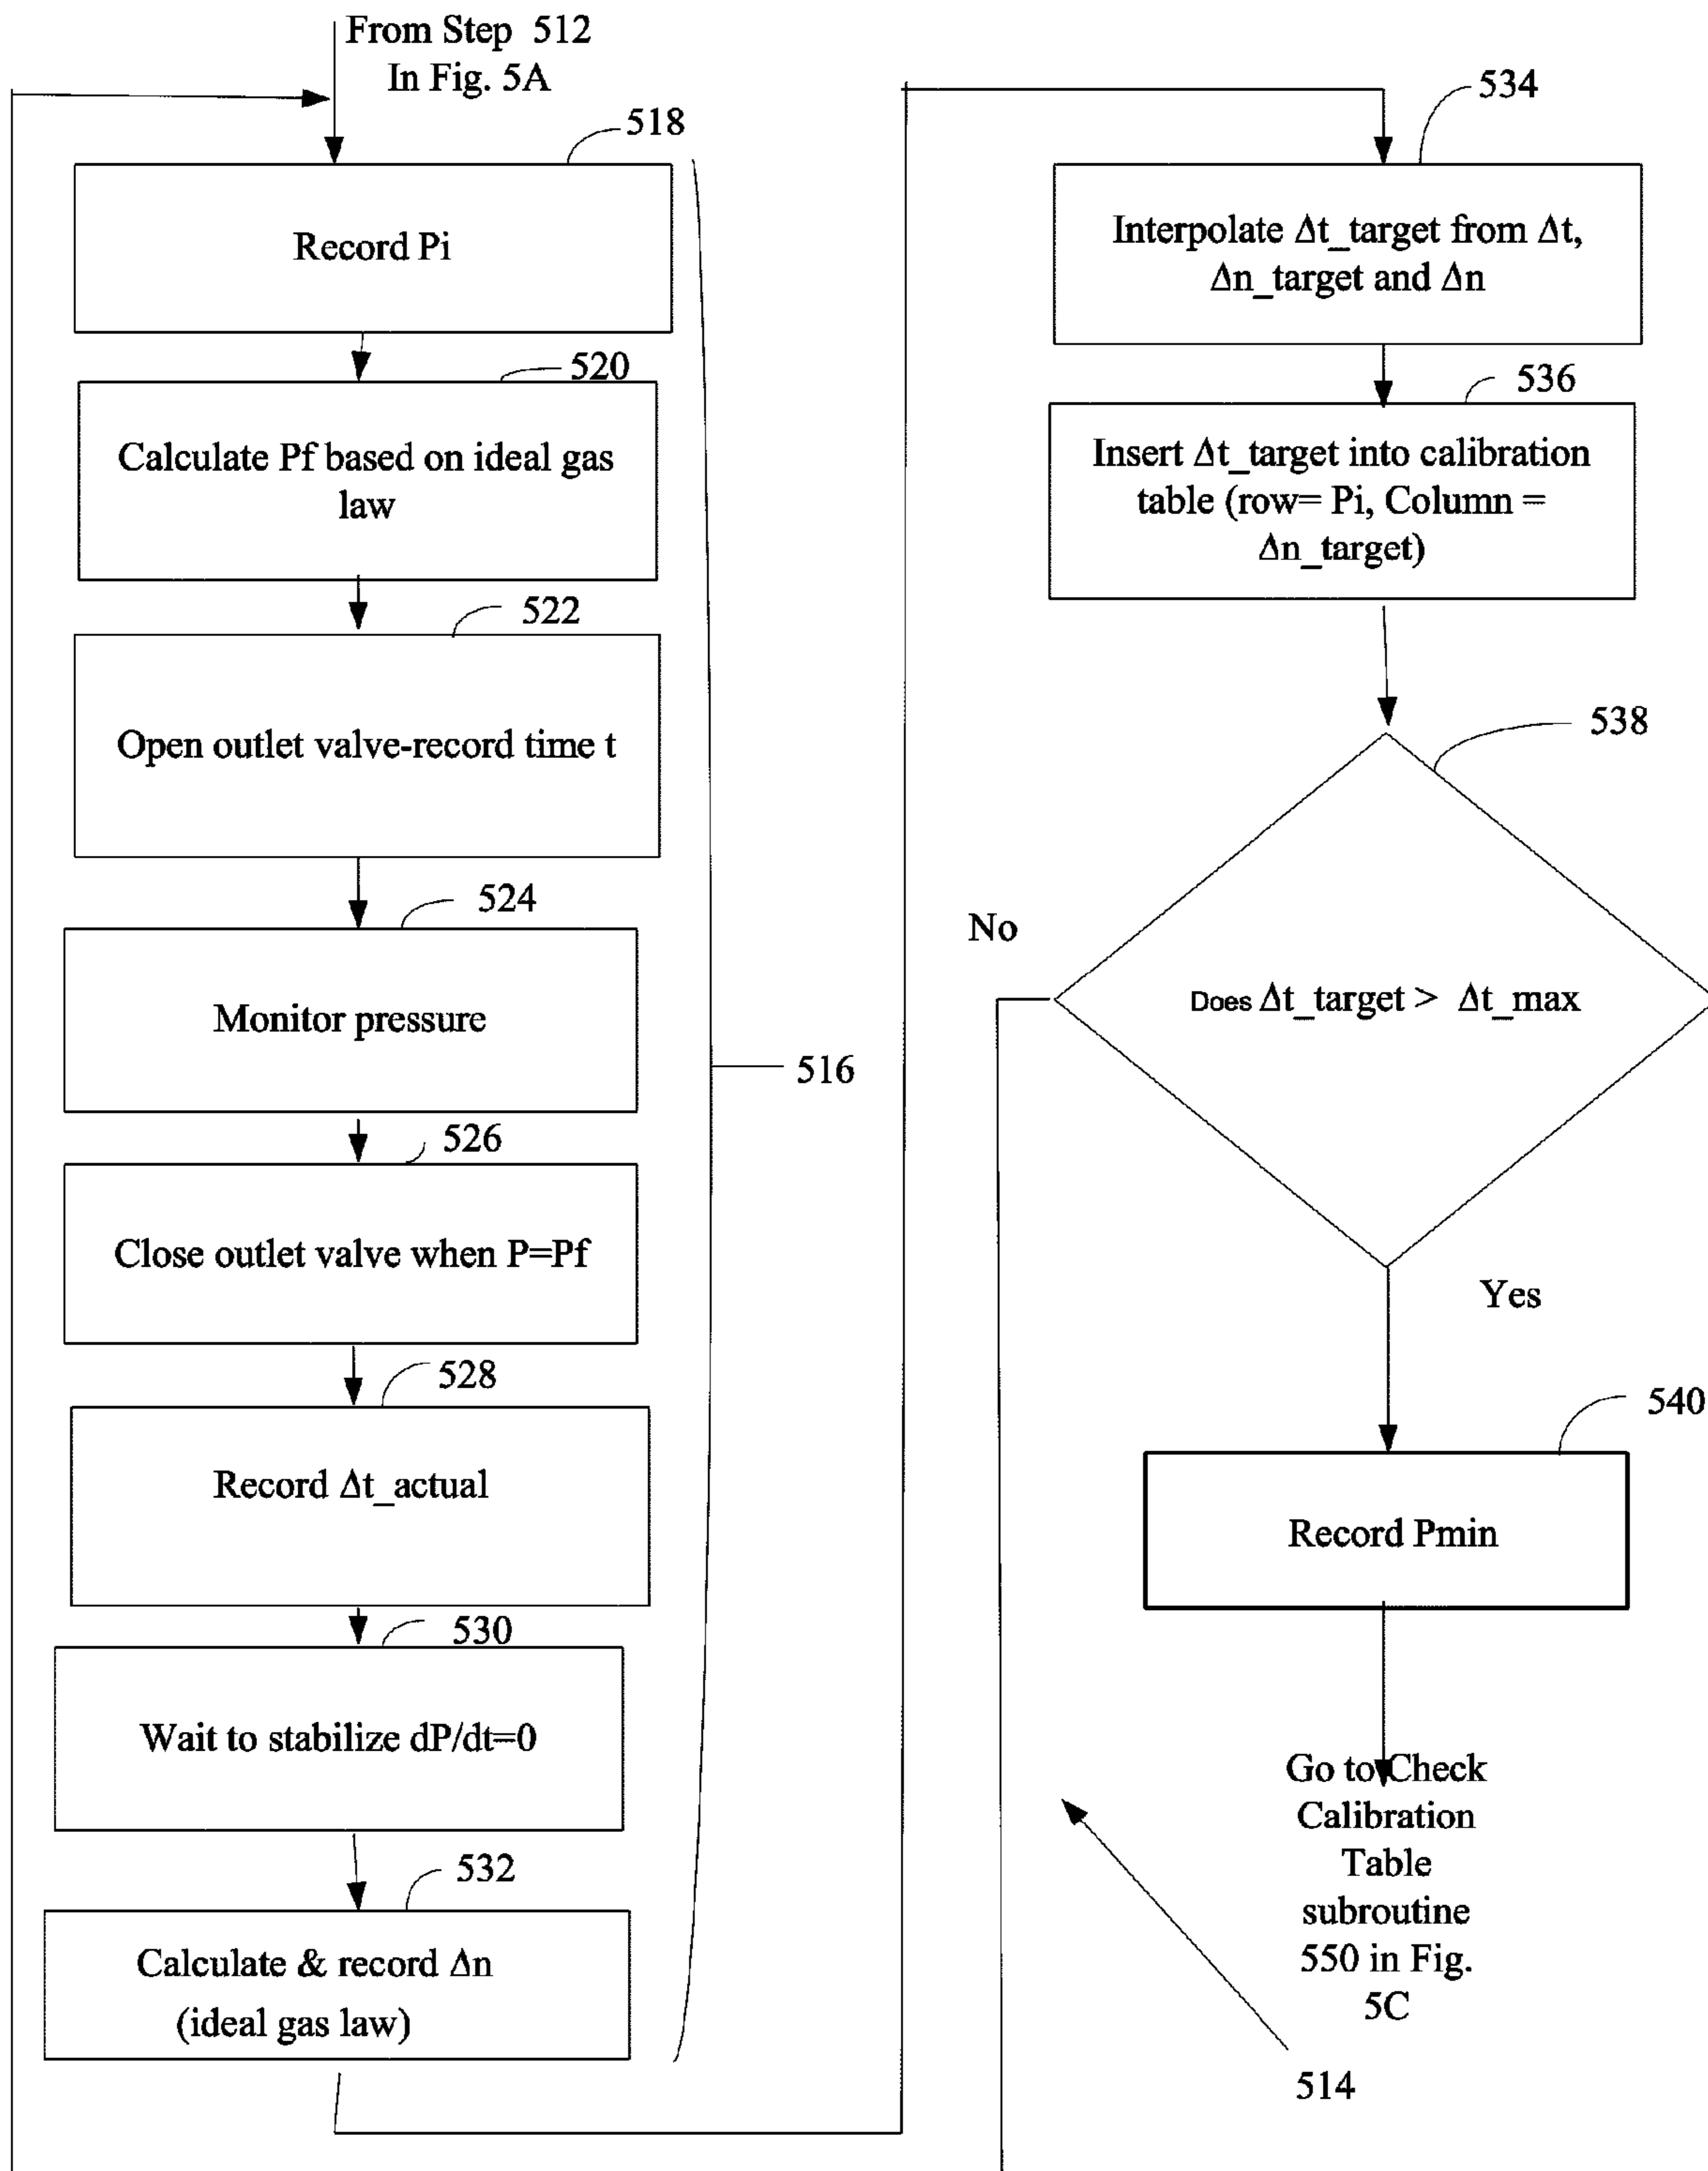 From Step 512
In Fig. 5A
518
Record Pi
520
Calculate Pf based on ideal gas
law
522
Open outlet valve-record time t
524
Monitor pressure
526
Close outlet valve when P=Pf
528
Record Δt_actual
530
Wait to stabilize dP/dt=0
532
Calculate & record Δn
(ideal gas law)
516
534
Interpolate Δt_target from Δt,
Δn_target and Δn
536
Insert Δt_target into calibration
table (row= Pi, Column =
Δn_target)
538
No
Does Δt_target > Δt_max
Yes
540
Record Pmin
Go to Check
Calibration
Table
subroutine
550 in Fig.
5C
514